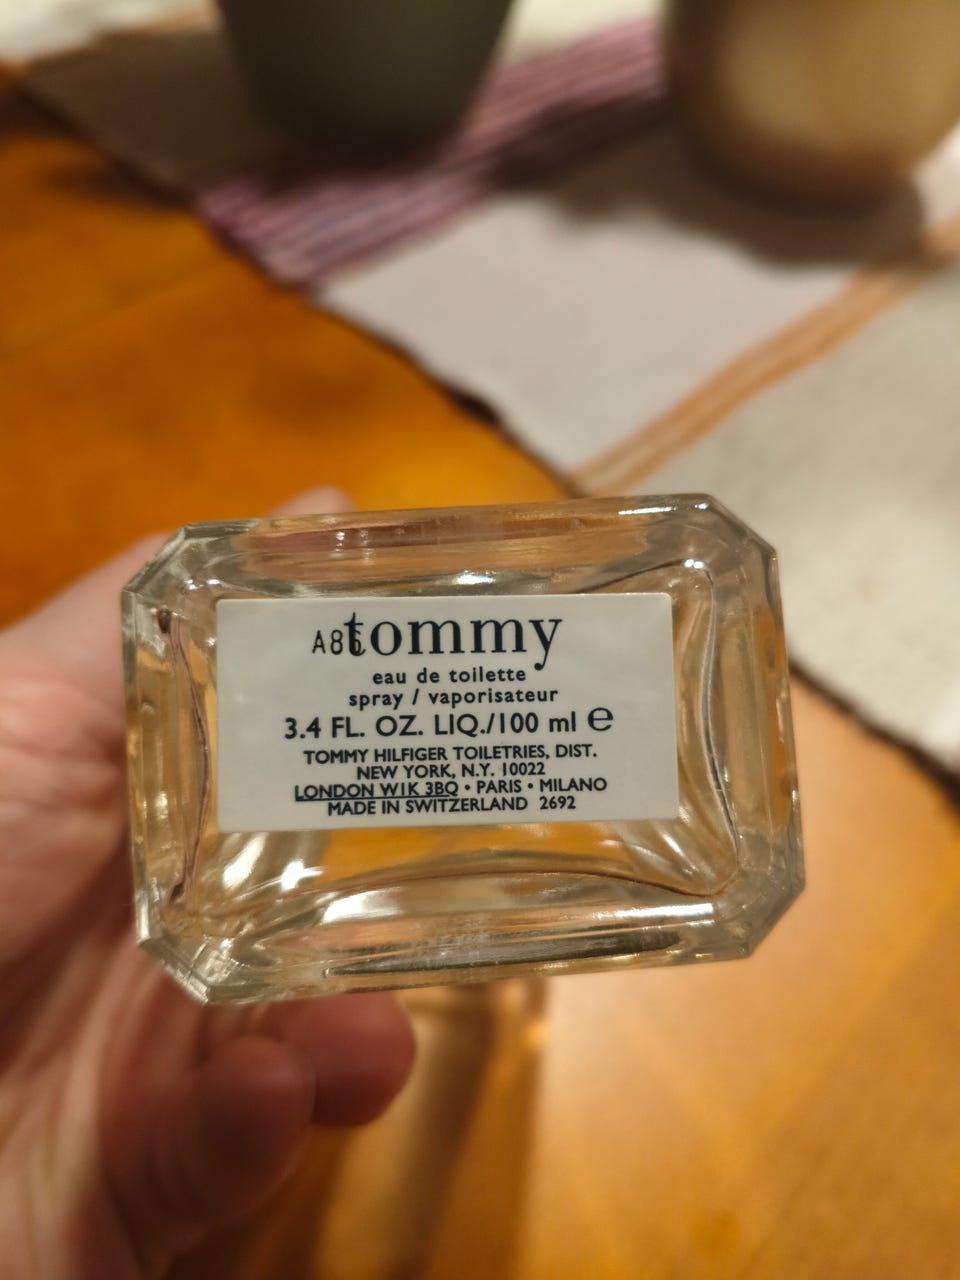 A86
tommy
eau de toilette
spray / vaporisateur
3.4 FL. OZ. LIQ./100 ml ℮
TOMMY HILFIGER TOILETRIES, DIST.
NEW YORK, N.Y. 10022
LONDON W1K 3BQ • PARIS • MILANO
MADE IN SWITZERLAND 2692